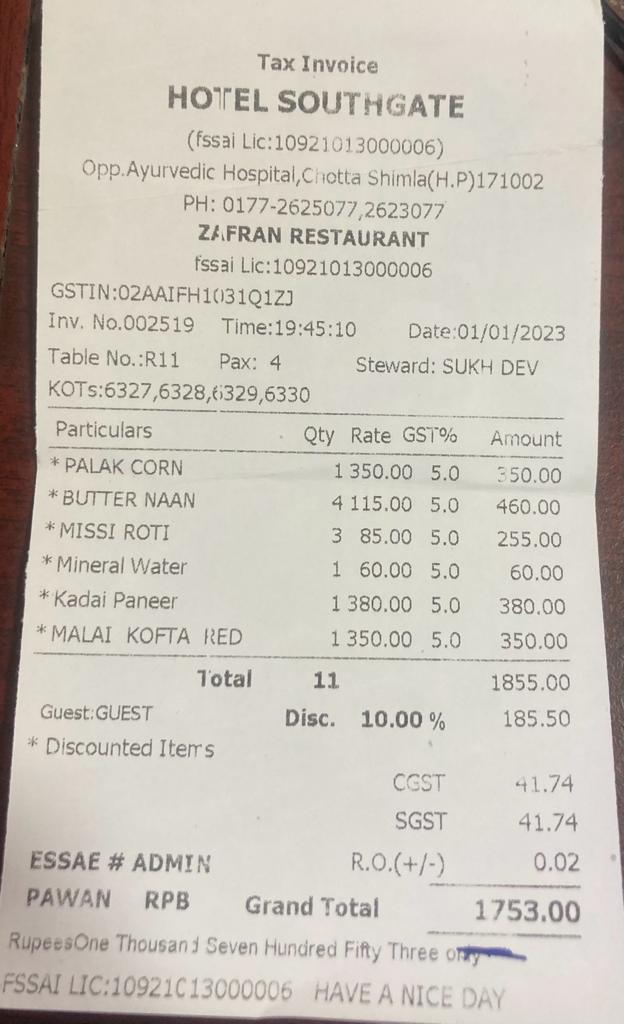 Tax Invoice
HOTEL SOUTHGATE
(fssai Lic:10921013000006)
Opp.Ayurvedic Hospital,Chotta Shimla(H.P)171002
PH: 0177-2625077,2623077
ZAFRAN RESTAURANT
fssai Lic:10921013000006
GSTIN:02AAIFH1031Q1ZJ
Inv. No.002519 Time:19:45:10 Date:01/01/2023
Table No.:R11 Pax: 4 Steward: SUKH DEV
KOTs:6327,6328,6329,6330
Particulars Qty Rate GST% Amount
* PALAK CORN 1 350.00 5.0 350.00
* BUTTER NAAN 4 115.00 5.0 460.00
* MISSI ROTI 3 85.00 5.0 255.00
* Mineral Water 1 60.00 5.0 60.00
* Kadai Paneer 1 380.00 5.0 380.00
* MALAI KOFTA RED 1 350.00 5.0 350.00
Total 11 1855.00
Guest:GUEST Disc. 10.00 % 185.50
* Discounted Items
CGST 41.74
SGST 41.74
ESSAE # ADMIN R.O.(+/-) 0.02
PAWAN RPB Grand Total 1753.00
RupeesOne Thousand Seven Hundred Fifty Three only
FSSAI LIC:10921013000006 HAVE A NICE DAY